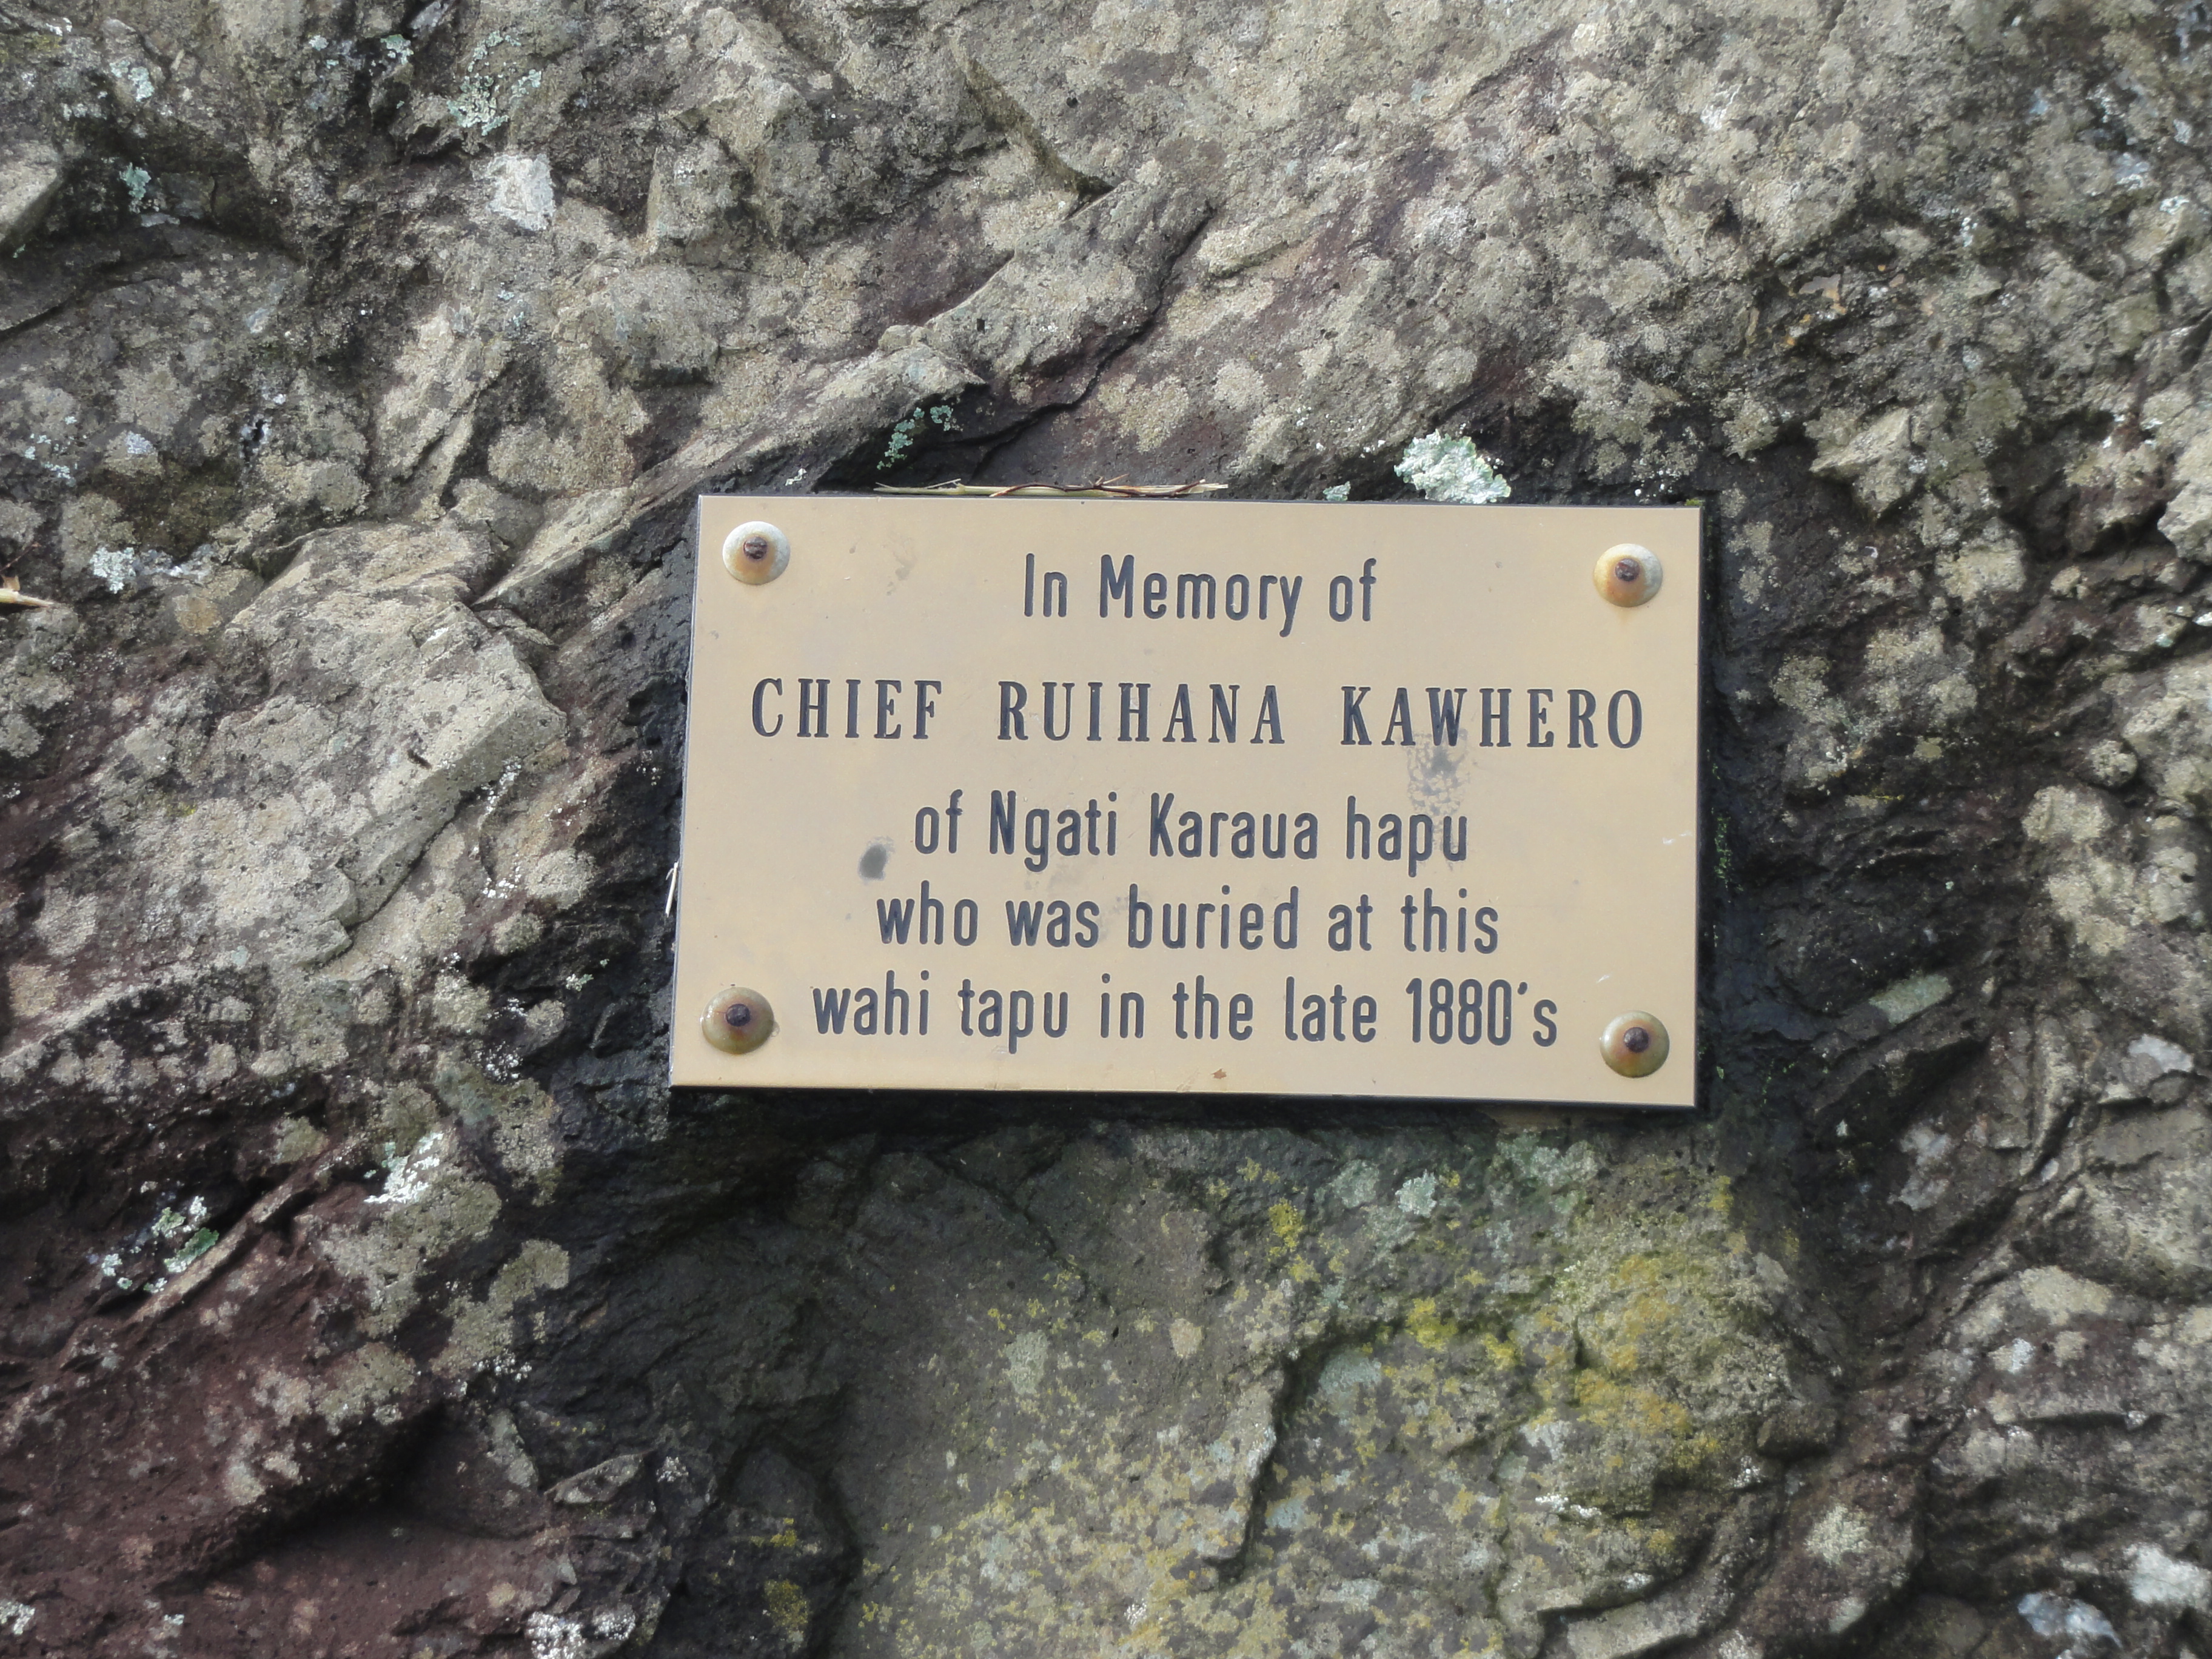 In Memory of
CHIEF RUIHANA KAWHERO
of Ngati Karaua hapu
who was buried at this
wahi tapu in the late 1880's